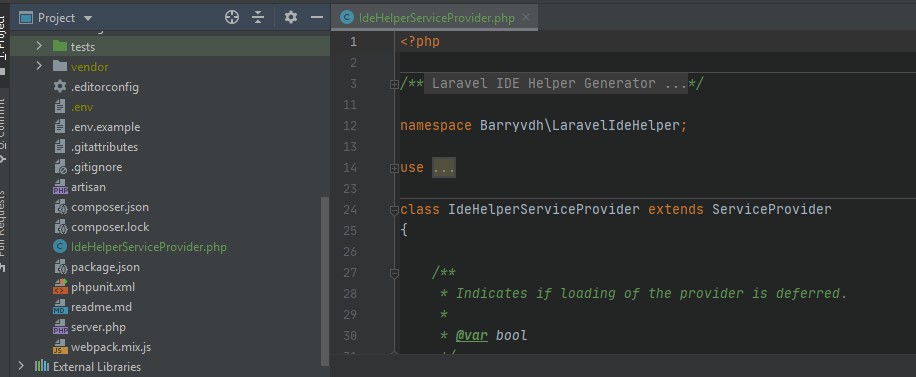 Project
tests
vendor
.editorconfig
.env
.env.example
.gitattributes
.gitignore
artisan
composer.json
composer.lock
IdeHelperServiceProvider.php
package.json
phpunit.xml
readme.md
server.php
webpack.mix.js
External Libraries
Project
Commit
Pull Requests
IdeHelperServiceProvider.php
1 <?php
2
3 /** Laravel IDE Helper Generator ...*/
11
12 namespace Barryvdh\LaravelIdeHelper;
13
14 use ...
23
24 class IdeHelperServiceProvider extends ServiceProvider
25 {
26
27 /**
28 * Indicates if loading of the provider is deferred.
29 *
30 * @var bool